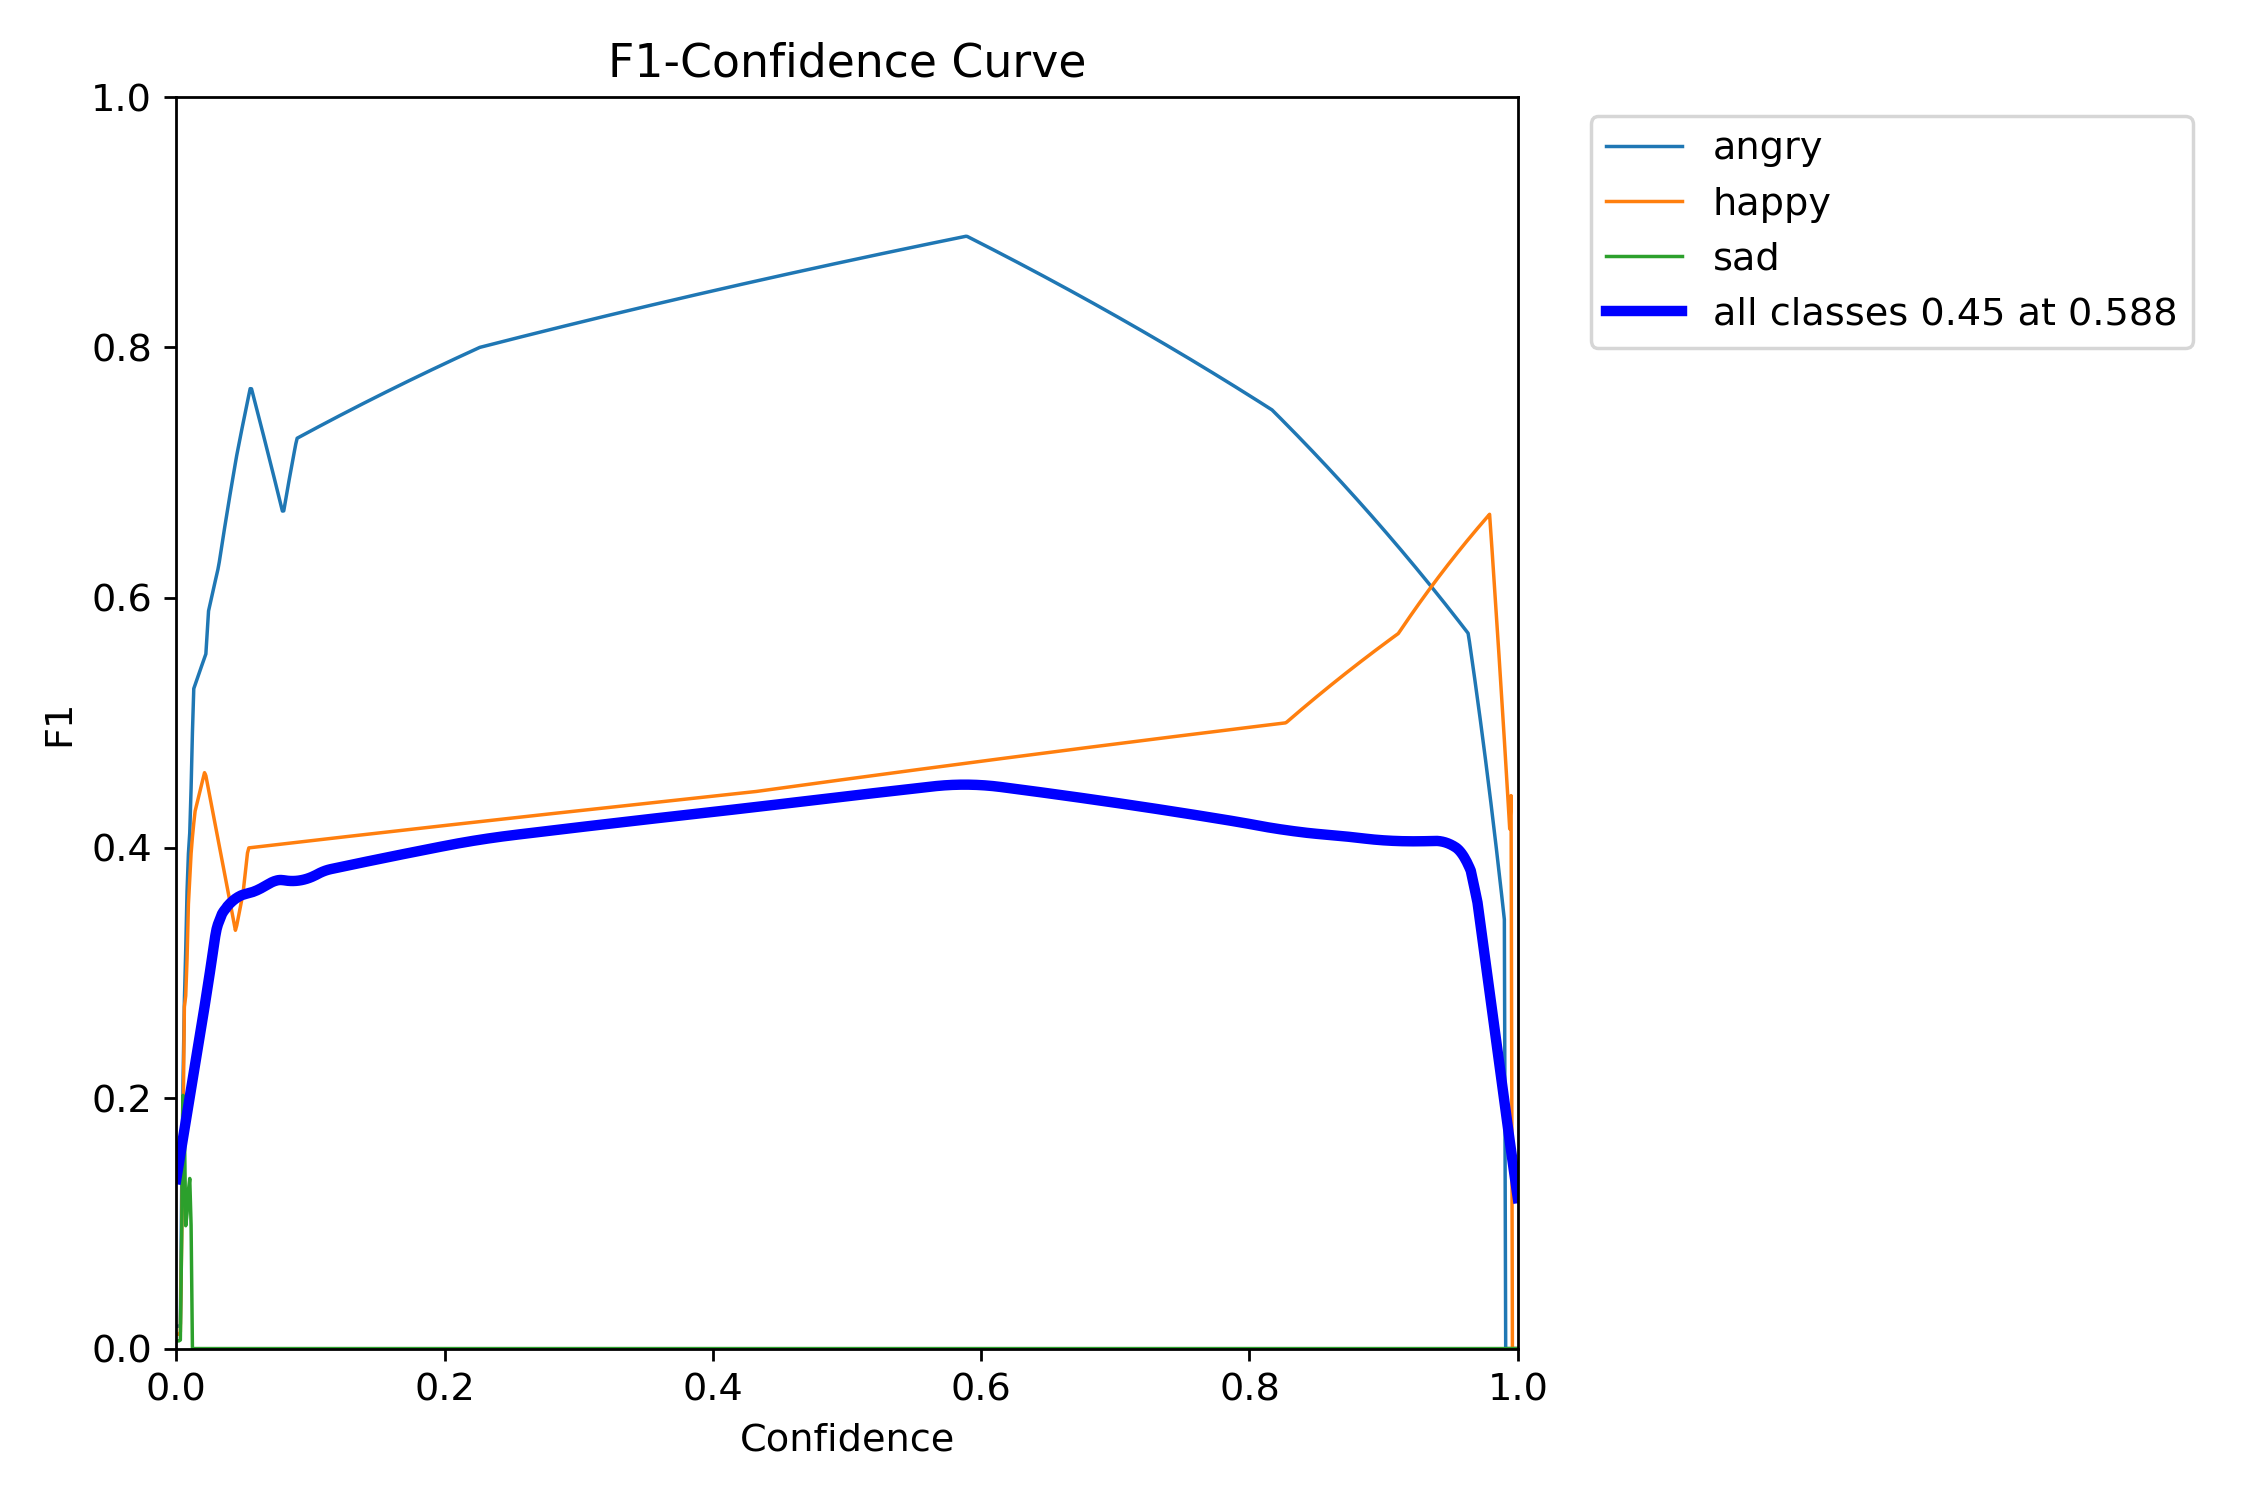 F1-Confidence Curve
1.0
0.8
0.6
0.4
0.2
0.0
F1
0.0 0.2 0.4 0.6 0.8 1.0
Confidence
angry
happy
sad
all classes 0.45 at 0.588